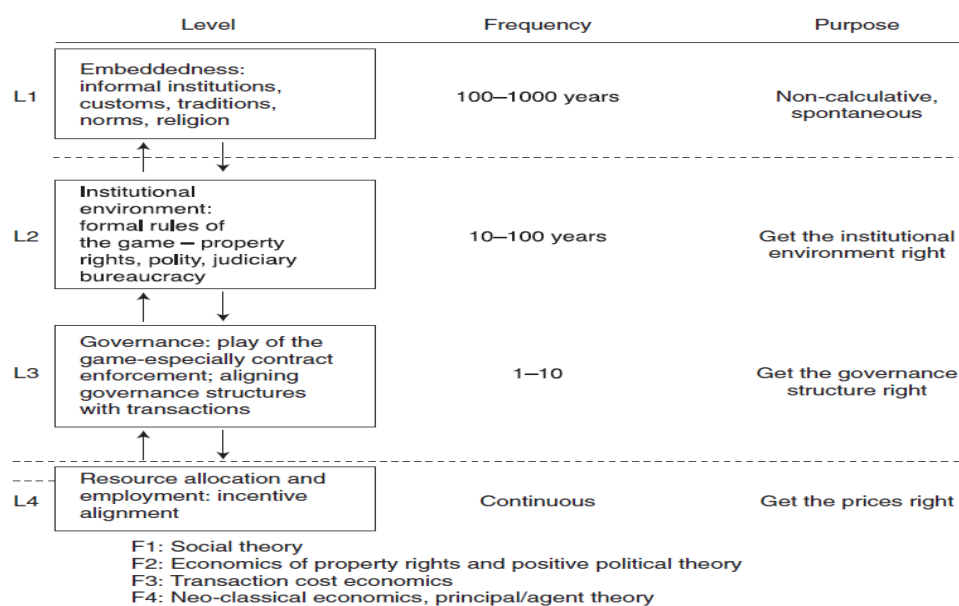 Level Frequency Purpose
L1
Embeddedness:
informal institutions,
customs, traditions,
norms, religion
100–1000 years
Non-calculative,
spontaneous
L2
Institutional
environment:
formal rules of
the game – property
rights, polity, judiciary
bureaucracy
10–100 years
Get the institutional
environment right
L3
Governance: play of the
game-especially contract
enforcement; aligning
governance structures
with transactions
1–10
Get the governance
structure right
L4
Resource allocation and
employment: incentive
alignment
Continuous
Get the prices right
F1: Social theory
F2: Economics of property rights and positive political theory
F3: Transaction cost economics
F4: Neo-classical economics, principal/agent theory